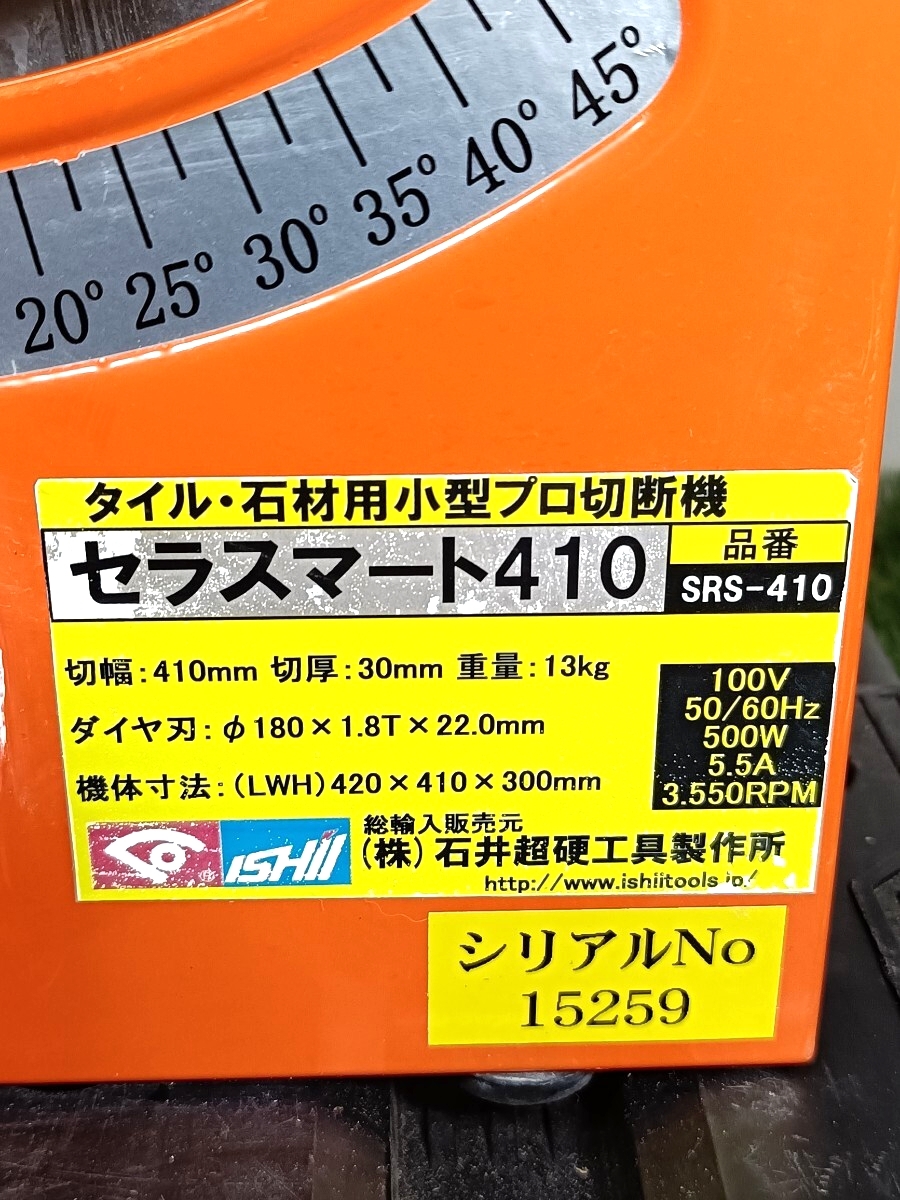 20° 25° 30° 35° 40° 45°
タイル・石材用小型プロ切断機
セラスマート410
品番
SRS-410
切幅:410mm 切厚:30mm 重量:13kg
ダイヤ刃:φ180×1.8T×22.0mm
機体寸法:(LWH)420×410×300mm
100V
50/60Hz
500W
5.5A
3.550RPM
ISHII
総輸入販売元
(株)石井超硬工具製作所
http://www.ishiitools.jp/
シリアルNo
15259